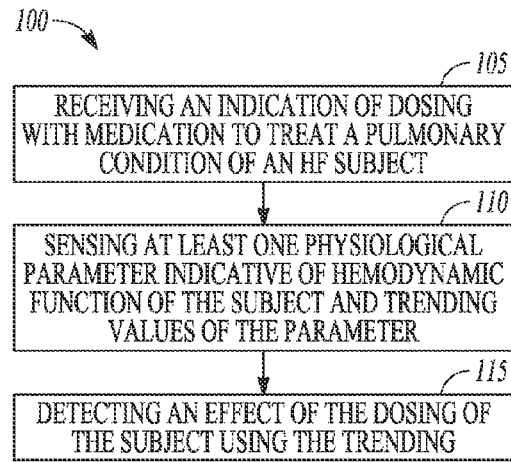 100
105
RECEIVING AN INDICATION OF DOSING
WITH MEDICATION TO TREAT A PULMONARY
CONDITION OF AN HF SUBJECT
110
SENSING AT LEAST ONE PHYSIOLOGICAL
PARAMETER INDICATIVE OF HEMODYNAMIC
FUNCTION OF THE SUBJECT AND TRENDING
VALUES OF THE PARAMETER
115
DETECTING AN EFFECT OF THE DOSING OF
THE SUBJECT USING THE TRENDING